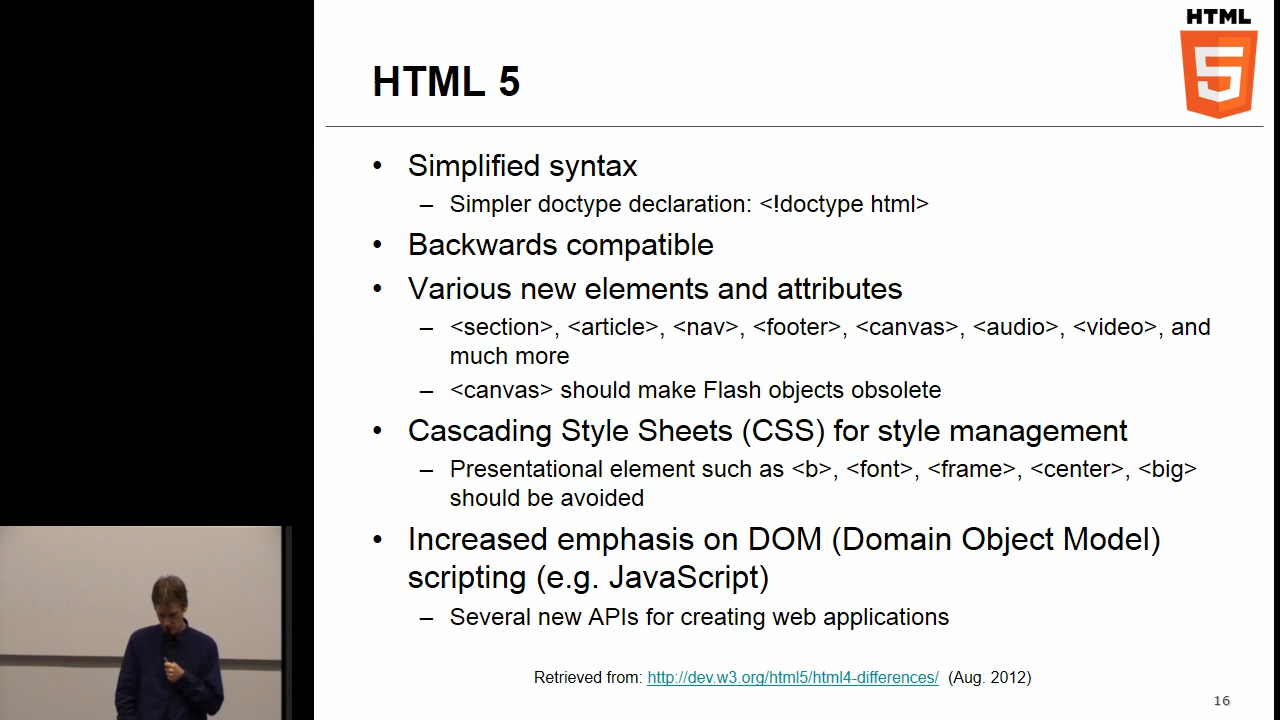 HTML
5
HTML 5
• Simplified syntax
– Simpler doctype declaration: <!doctype html>
• Backwards compatible
• Various new elements and attributes
– <section>, <article>, <nav>, <footer>, <canvas>, <audio>, <video>, and
much more
– <canvas> should make Flash objects obsolete
• Cascading Style Sheets (CSS) for style management
– Presentational element such as <b>, <font>, <frame>, <center>, <big>
should be avoided
• Increased emphasis on DOM (Domain Object Model)
scripting (e.g. JavaScript)
– Several new APIs for creating web applications
Retrieved from: http://dev.w3.org/html5/html4-differences/ (Aug. 2012)
16